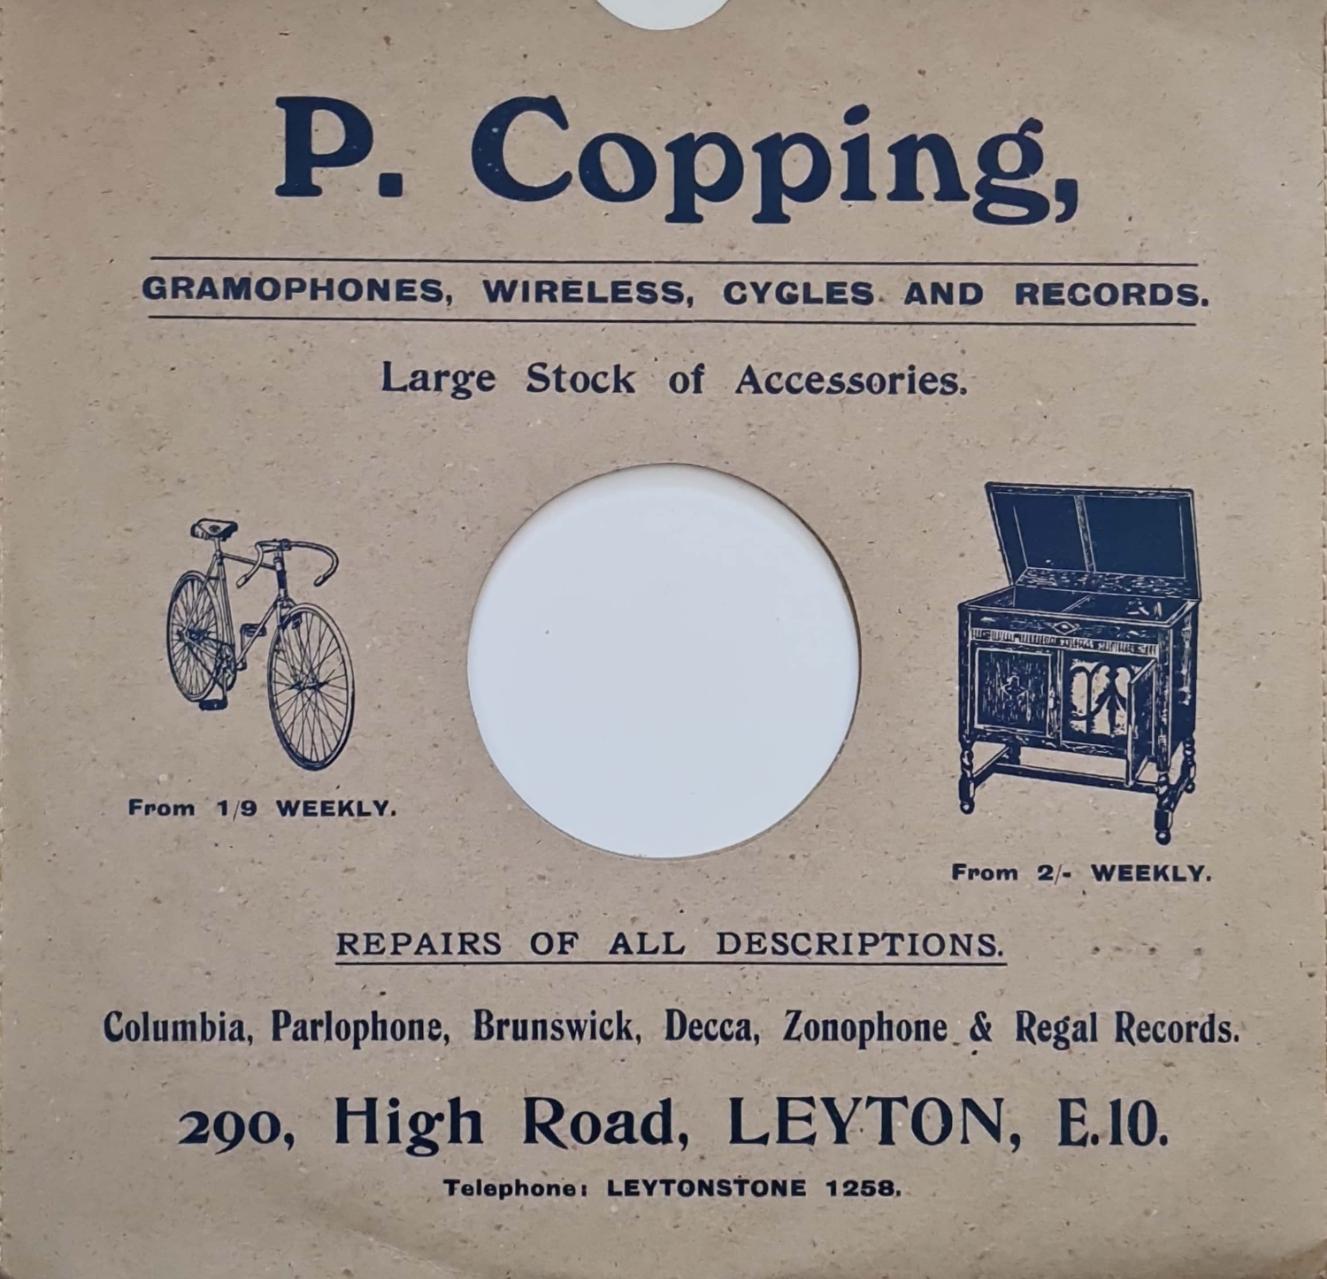 P. Copping,
GRAMOPHONES, WIRELESS, CYCLES AND RECORDS.
Large Stock of Accessories.
From 1/9 WEEKLY.
From 2/- WEEKLY.
REPAIRS OF ALL DESCRIPTIONS.
Columbia, Parlophone, Brunswick, Decca, Zonophone & Regal Records.
290, High Road, LEYTON, E.10.
Telephone: LEYTONSTONE 1258.